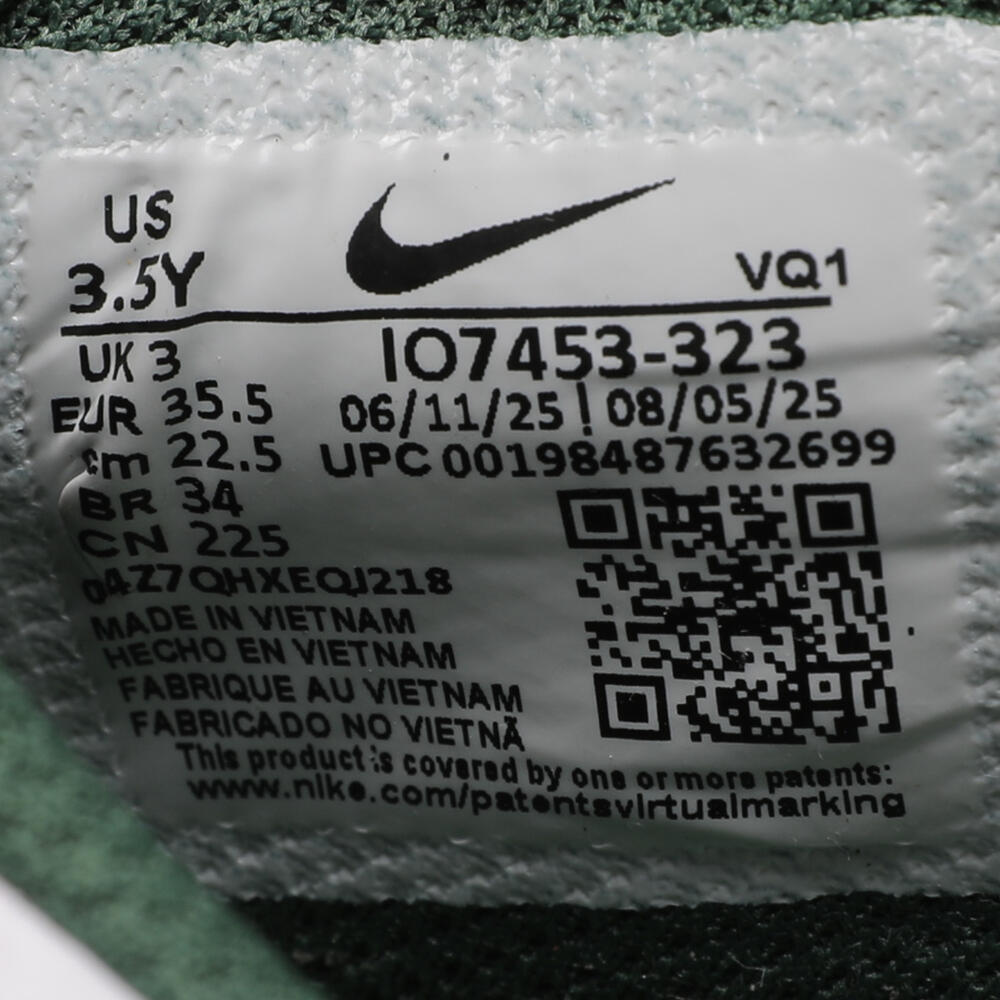 US
3.5Y
VQ1
UK 3
IO7453-323
EUR 35.5
06/11/25 | 08/05/25
cm 22.5
UPC 00198487632699
BR 34
CN 225
04Z7QHXEQJ218
MADE IN VIETNAM
HECHO EN VIETNAM
FABRIQUE AU VIETNAM
FABRICADO NO VIETNÃ
This product is covered by one or more patents:
www.nike.com/patentsvirtualmarking